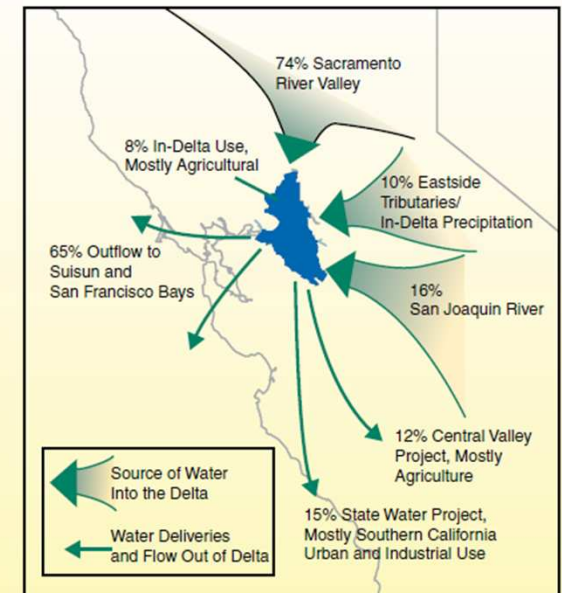 74% Sacramento
River Valley
8% In-Delta Use,
Mostly Agricultural
10% Eastside
Tributaries/
In-Delta Precipitation
65% Outflow to
Suisun and
San Francisco Bays
16%
San Joaquin River
12% Central Valley
Project, Mostly
Agriculture
15% State Water Project,
Mostly Southern California
Urban and Industrial Use
Source of Water
Into the Delta
Water Deliveries
and Flow Out of Delta